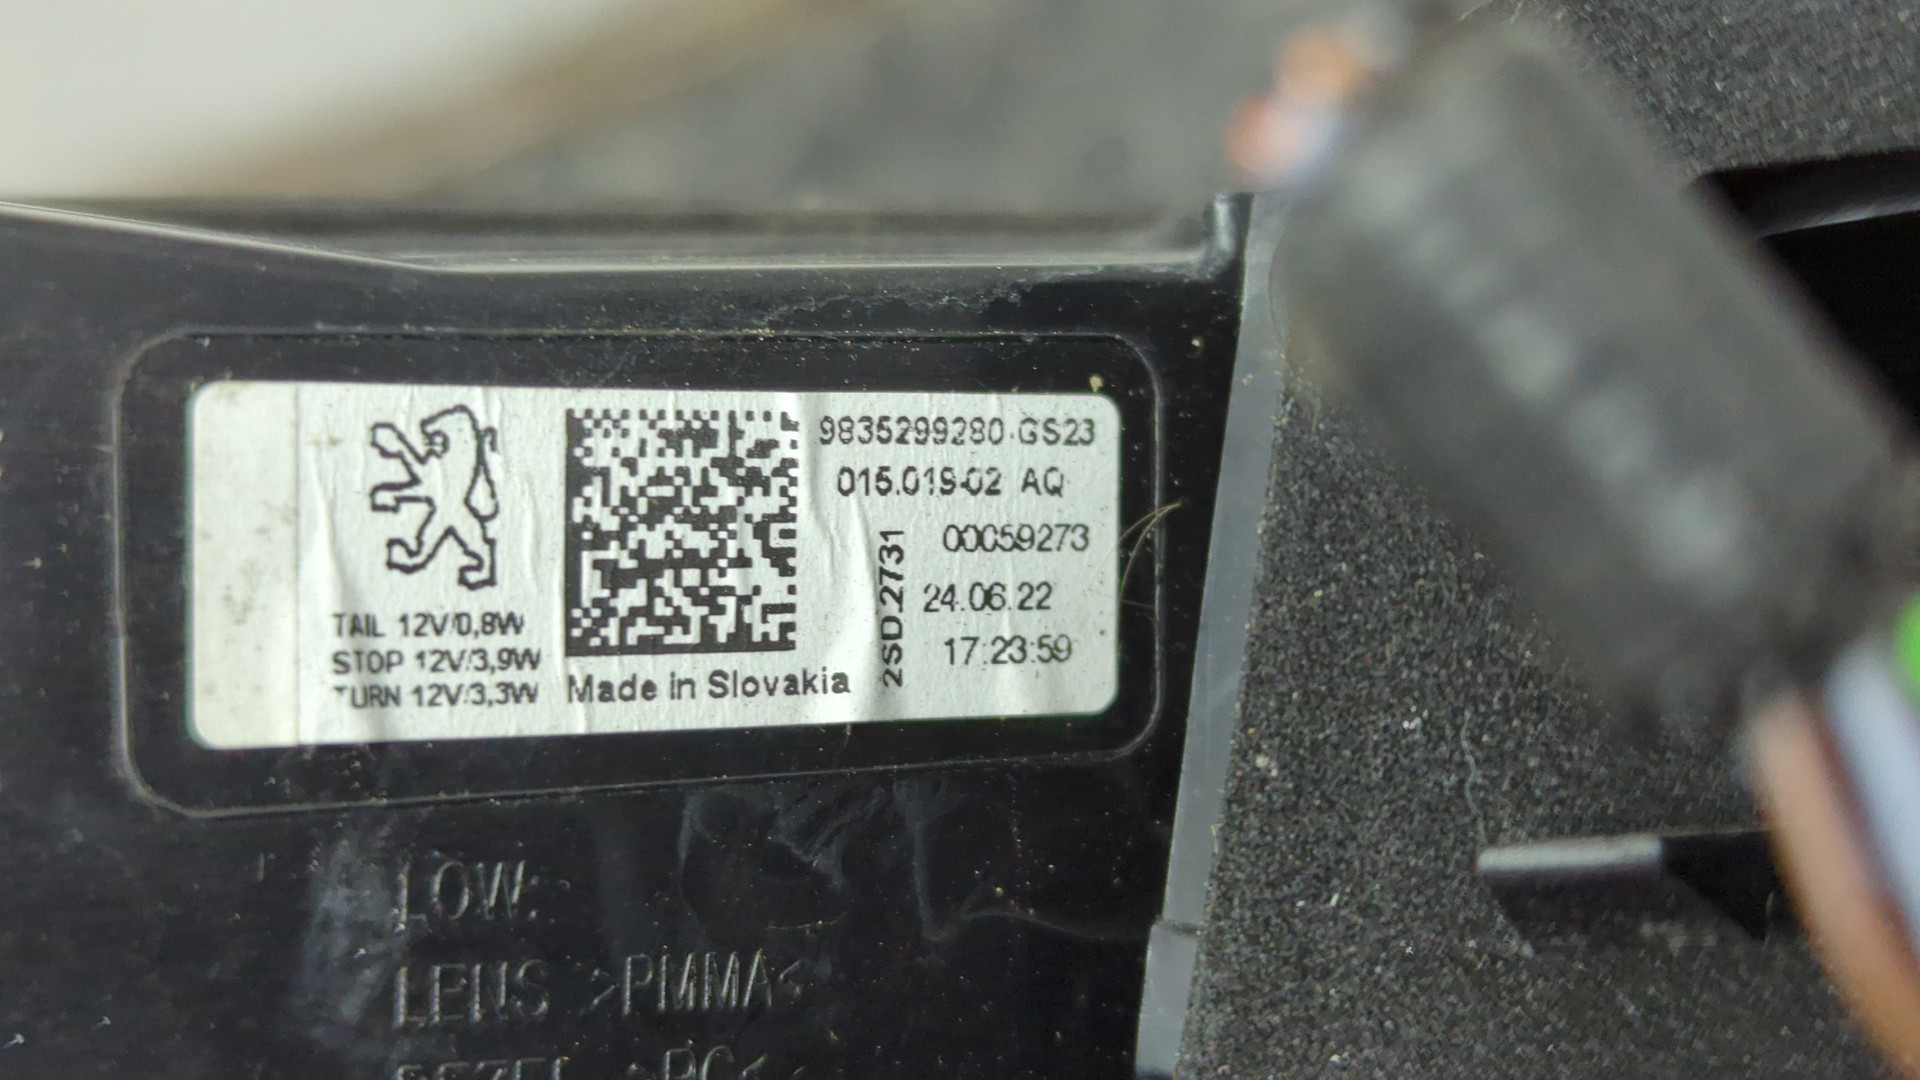 9835299280 GS23
015.019-02 AQ
00059273
24.06.22
17:23:59
2SD.2731
TAIL 12V/0,8W
STOP 12V/3,9W
TURN 12V/3,3W
Made in Slovakia
LOW:
LENS >PMMA<
>PC<